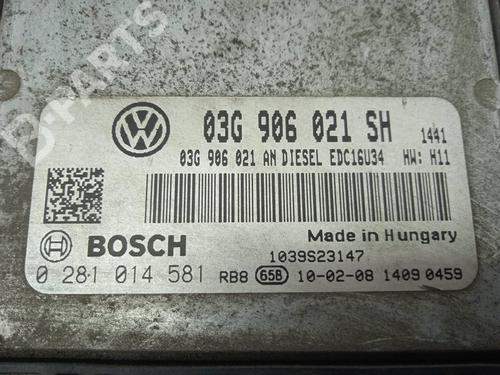 B-PARTS
03G 906 021 SH 1441
03G 906 021 AN DIESEL EDC16U34 HW: H11
Made in Hungary
BOSCH
1039S23147
0 281 014 581 RB8 65B 10-02-08 1409 0459